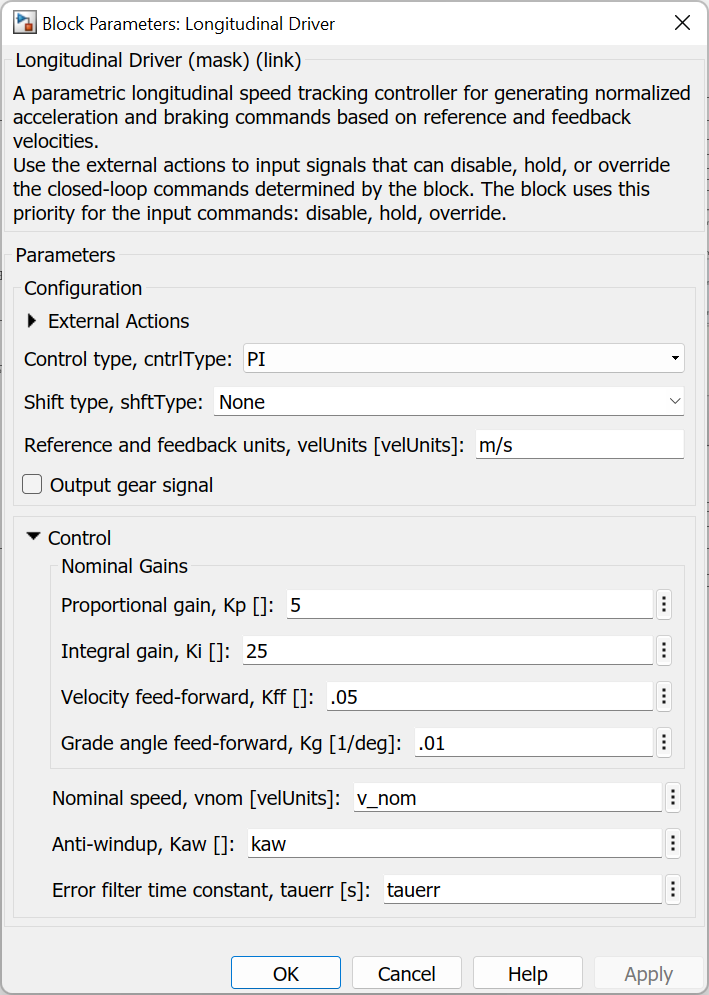 Block Parameters: Longitudinal Driver
Longitudinal Driver (mask) (link)
A parametric longitudinal speed tracking controller for generating normalized
acceleration and braking commands based on reference and feedback
velocities.
Use the external actions to input signals that can disable, hold, or override
the closed-loop commands determined by the block. The block uses this
priority for the input commands: disable, hold, override.
Parameters
Configuration
External Actions
Control type, cntrlType: PI
Shift type, shftType: None
Reference and feedback units, velUnits [velUnits]: m/s
Output gear signal
Control
Nominal Gains
Proportional gain, Kp []: 5
Integral gain, Ki []: 25
Velocity feed-forward, Kff []: .05
Grade angle feed-forward, Kg [1/deg]: .01
Nominal speed, vnom [velUnits]: v_nom
Anti-windup, Kaw []: kaw
Error filter time constant, tauerr [s]: tauerr
OK Cancel Help Apply